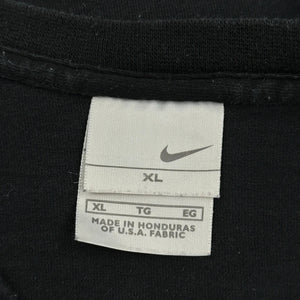 XL
XL TG EG
MADE IN HONDURAS
OF U.S.A. FABRIC